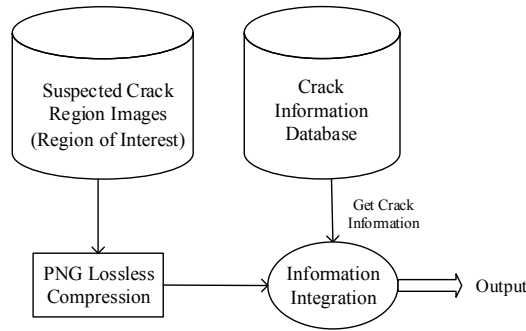 Suspected Crack
Region Images
(Region of Interest)
Crack
Information
Database
Get Crack
Information
PNG Lossless
Compression
Information
Integration
Output